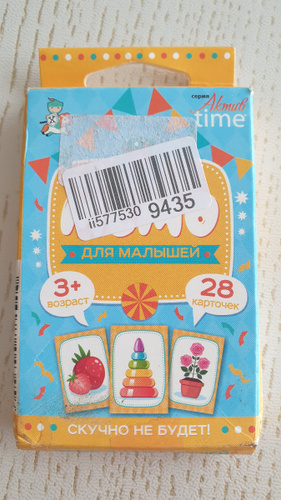 серия
Актив
time
ii577530 9435
ДЛЯ МАЛЫШЕЙ
3+
возраст
28
карточек
СКУЧНО НЕ БУДЕТ!